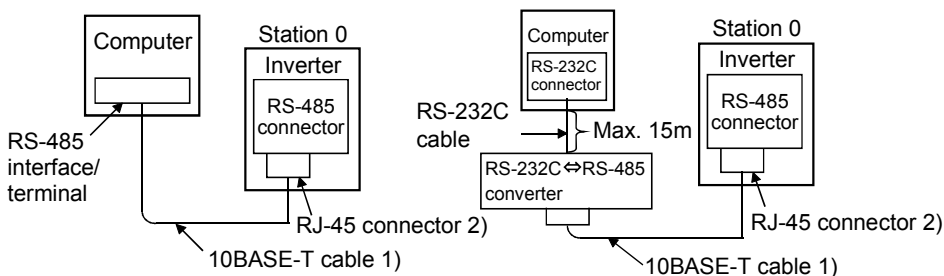 Computer
RS-485
interface/
terminal
Station 0
Inverter
RS-485
connector
RJ-45 connector 2)
10BASE-T cable 1)
Computer
RS-232C
connector
RS-232C
cable
Max. 15m
RS-232C⇔RS-485
converter
Station 0
Inverter
RS-485
connector
RJ-45 connector 2)
10BASE-T cable 1)